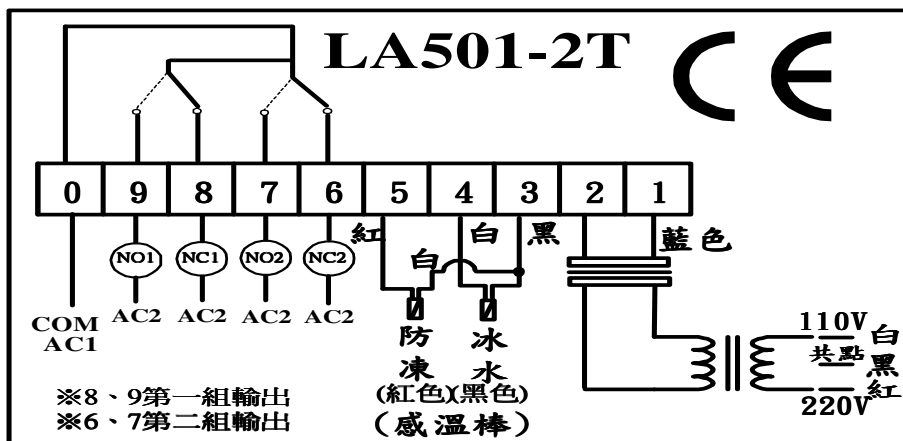 LA501-2T
CE
0 9 8 7 6 5 4 3 2 1
紅 白 黑 藍色
NO1 NC1 NO2 NC2
白
COM AC1
AC2 AC2 AC2 AC2
防凍 冰水
(紅色)(黑色)
(感溫棒)
110V 白
共點 黑
220V 紅
※8、9第一組輸出
※6、7第二組輸出